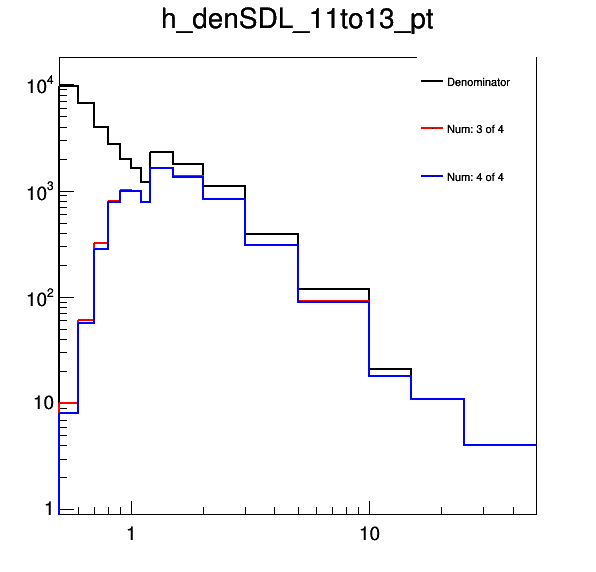 h_denSDL_11to13_pt
10^4
10^3
10^2
10
1
1
10
Denominator
Num: 3 of 4
Num: 4 of 4